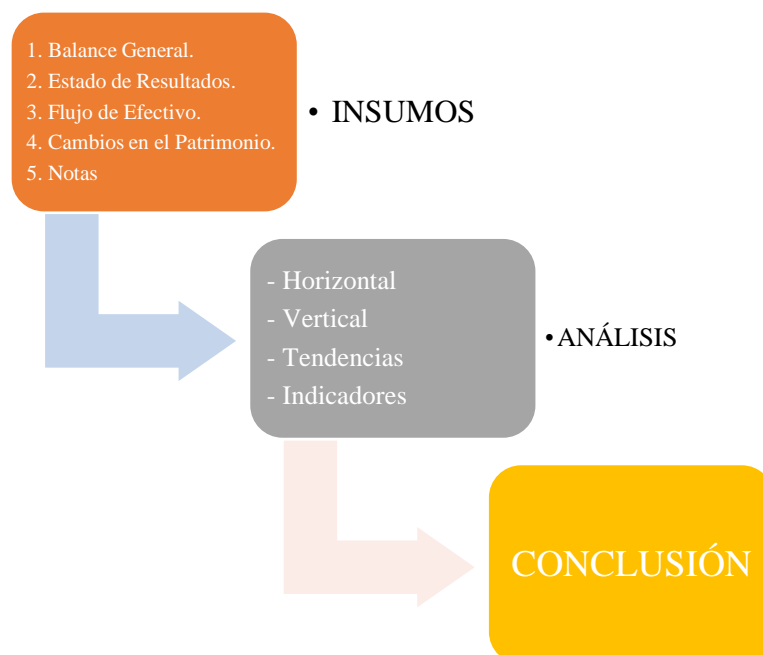 1. Balance General.
2. Estado de Resultados.
3. Flujo de Efectivo.
4. Cambios en el Patrimonio.
5. Notas
• INSUMOS
- Horizontal
- Vertical
- Tendencias
- Indicadores
• ANÁLISIS
CONCLUSIÓN